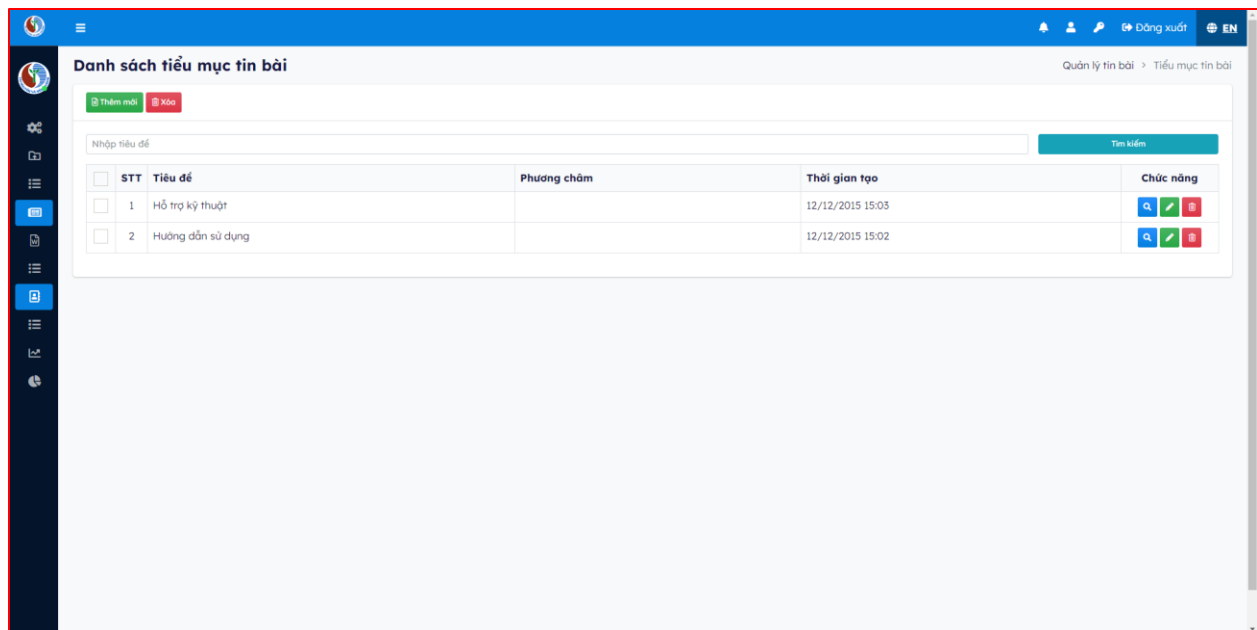 Đăng xuất EN
Danh sách tiểu mục tin bài
Quản lý tin bài > Tiểu mục tin bài
Thêm mới Xóa
Nhập tiêu đề Tìm kiếm
STT Tiêu đề Phương châm Thời gian tạo Chức năng
1 Hỗ trợ kỹ thuật 12/12/2015 15:03
2 Hướng dẫn sử dụng 12/12/2015 15:02